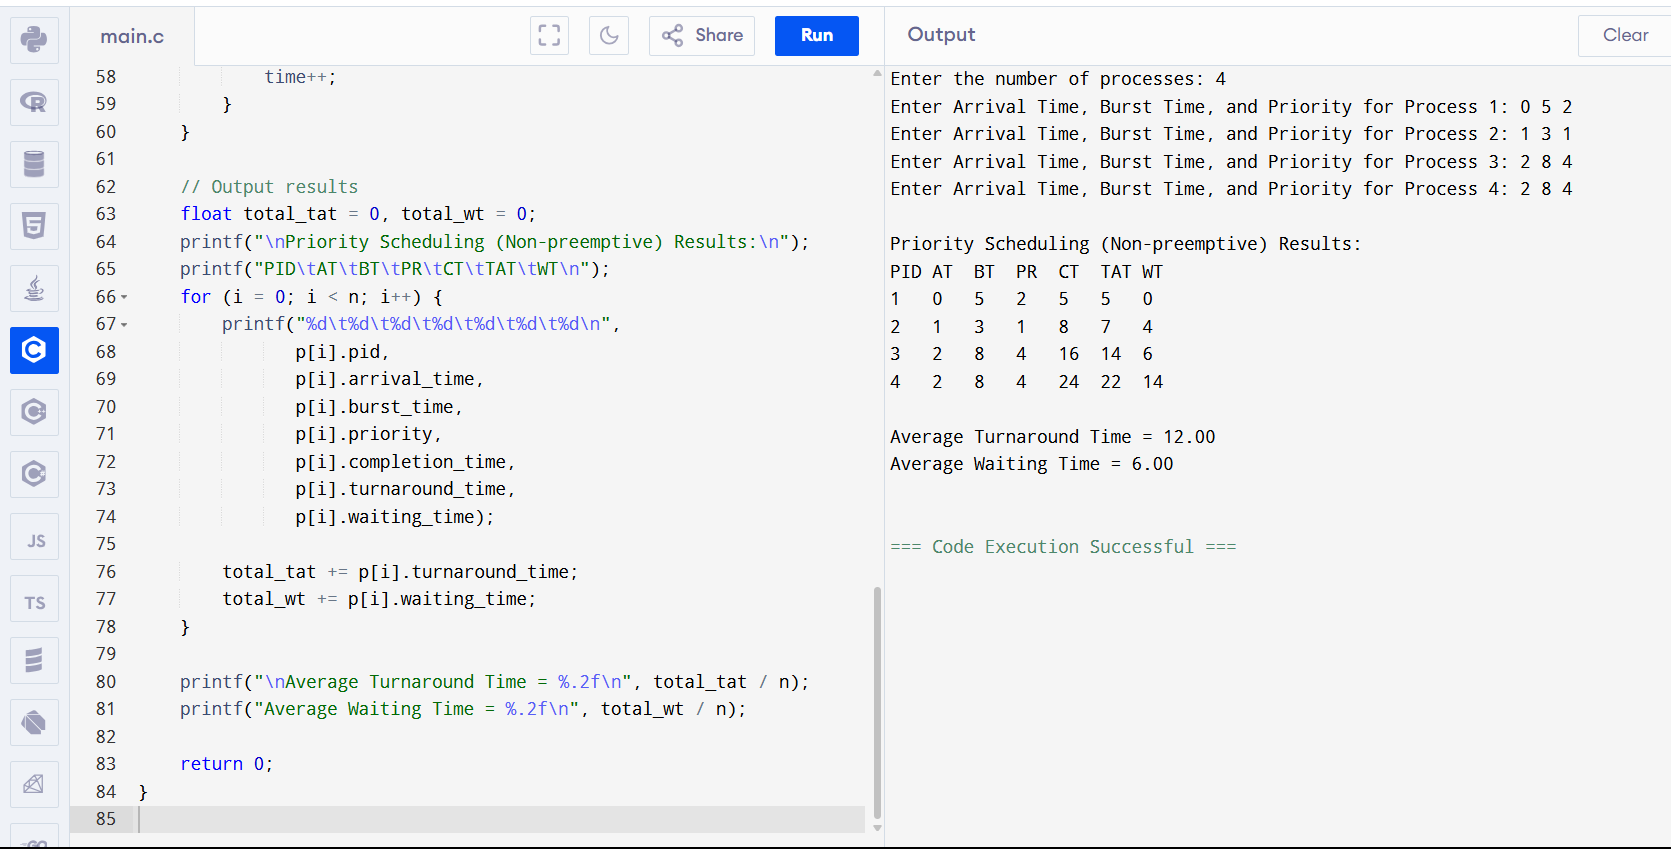 main.c
Share
Run
Output
Clear
58 time++;
59 }
60 }
61
62 // Output results
63 float total_tat = 0, total_wt = 0;
64 printf("\nPriority Scheduling (Non-preemptive) Results:\n");
65 printf("PID\tAT\tBT\tPR\tCT\tTAT\tWT\n");
66 for (i = 0; i < n; i++) {
67 printf("%d\t%d\t%d\t%d\t%d\t%d\t%d\n",
68 p[i].pid,
69 p[i].arrival_time,
70 p[i].burst_time,
71 p[i].priority,
72 p[i].completion_time,
73 p[i].turnaround_time,
74 p[i].waiting_time);
75
76 total_tat += p[i].turnaround_time;
77 total_wt += p[i].waiting_time;
78 }
79
80 printf("\nAverage Turnaround Time = %.2f\n", total_tat / n);
81 printf("Average Waiting Time = %.2f\n", total_wt / n);
82
83 return 0;
84 }
85
Enter the number of processes: 4
Enter Arrival Time, Burst Time, and Priority for Process 1: 0 5 2
Enter Arrival Time, Burst Time, and Priority for Process 2: 1 3 1
Enter Arrival Time, Burst Time, and Priority for Process 3: 2 8 4
Enter Arrival Time, Burst Time, and Priority for Process 4: 2 8 4
Priority Scheduling (Non-preemptive) Results:
PID AT BT PR CT TAT WT
1 0 5 2 5 5 0
2 1 3 1 8 7 4
3 2 8 4 16 14 6
4 2 8 4 24 22 14
Average Turnaround Time = 12.00
Average Waiting Time = 6.00
=== Code Execution Successful ===
R
5
C
C
C
JS
TS
GO